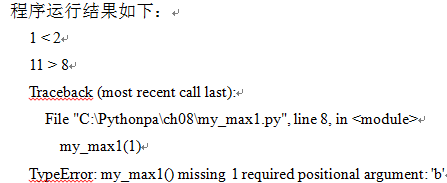 程序运行结果如下：
1 < 2
11 > 8
Traceback (most recent call last):
File "C:\Pythonpa\ch08\my_max1.py", line 8, in <module>
my_max1(1)
TypeError: my_max1() missing 1 required positional argument: 'b'